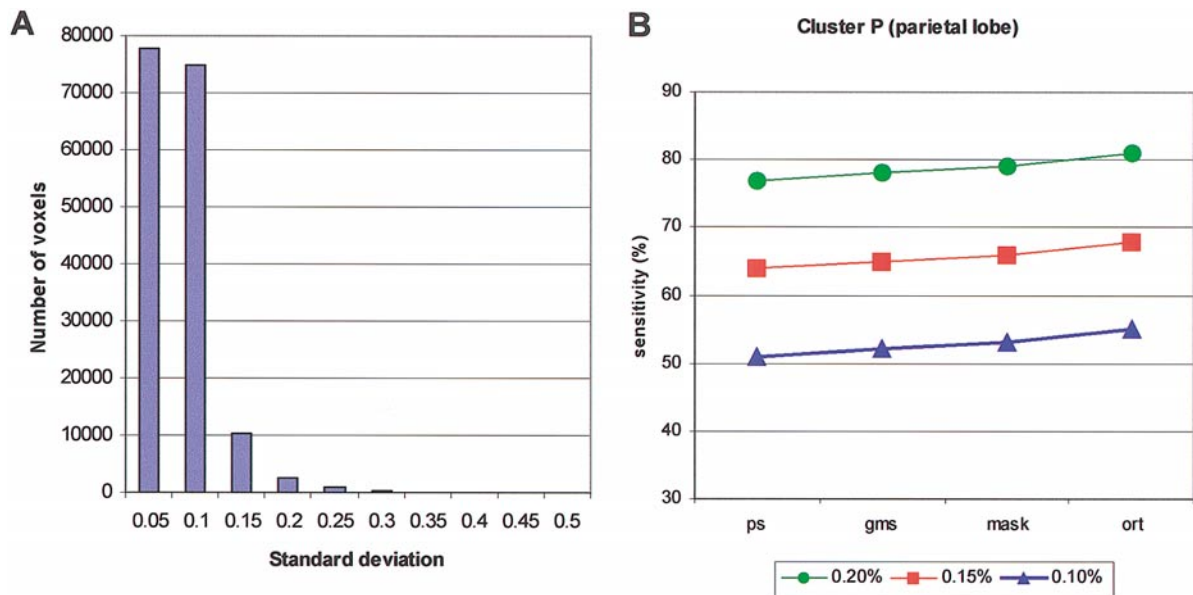 A
80000
70000
60000
50000
40000
30000
20000
10000
0
Number of voxels
0.05 0.1 0.15 0.2 0.25 0.3 0.35 0.4 0.45 0.5
Standard deviation
B
Cluster P (parietal lobe)
90
80
70
60
50
40
30
sensitivity (%)
ps gms mask ort
0.20% 0.15% 0.10%